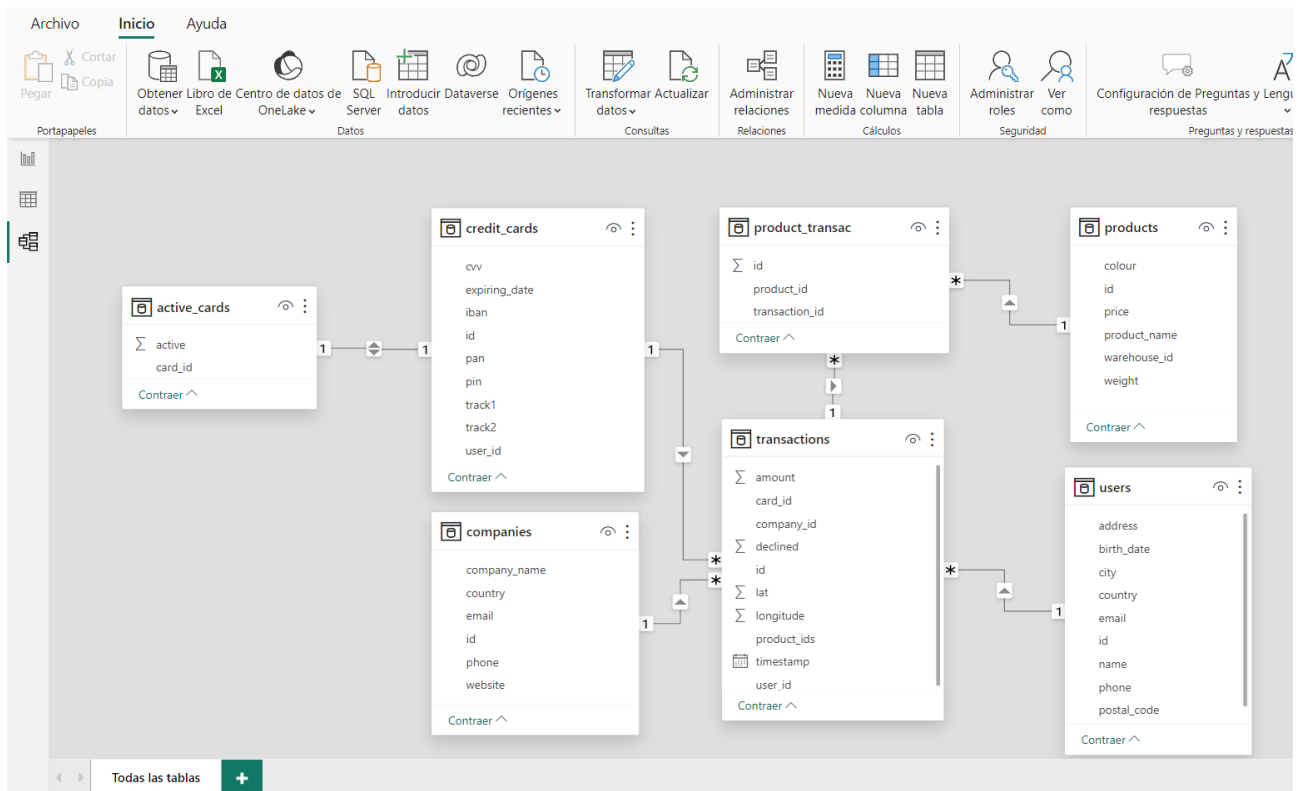 Archivo Inicio Ayuda
Pegar
Cortar
Copia
Portapapeles
Obtener datos
Libro de Excel
Centro de datos de OneLake
SQL Server
Introducir datos
Dataverse
Orígenes recientes
Datos
Transformar datos
Actualizar
Consultas
Administrar relaciones
Relaciones
Nueva medida
Nueva columna
Nueva tabla
Cálculos
Administrar roles
Ver como
Seguridad
Configuración de Preguntas y respuestas
Lengu
Preguntas y respuestas
active_cards
Σ active
card_id
Contraer
1
1
credit_cards
cvv
expiring_date
iban
id
pan
pin
track1
track2
user_id
Contraer
1
*
companies
company_name
country
email
id
phone
website
Contraer
1
*
product_transac
Σ id
product_id
transaction_id
Contraer
*
1
*
1
transactions
Σ amount
card_id
company_id
Σ declined
id
Σ lat
Σ longitude
product_ids
timestamp
user_id
Contraer
*
1
products
colour
id
price
product_name
warehouse_id
weight
Contraer
users
address
birth_date
city
country
email
id
name
phone
postal_code
Contraer
Todas las tablas
+